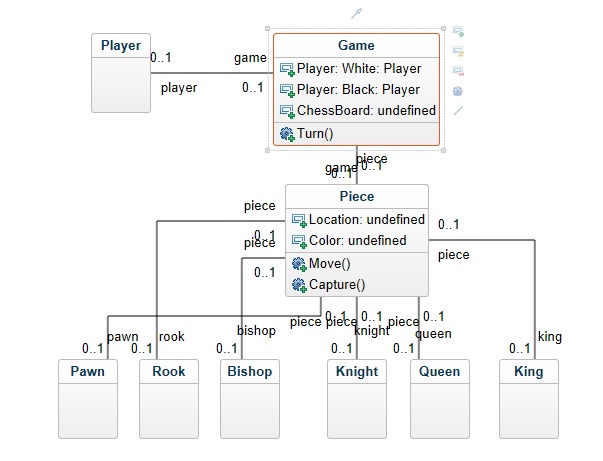 Player
0..1
game
player
0..1
Game
Player: White: Player
Player: Black: Player
ChessBoard: undefined
Turn()
piece
game
0..1
0..1
Piece
Location: undefined
Color: undefined
Move()
Capture()
piece
0..1
piece
0..1
0..1
piece
piece
0..1
piece
0..1
piece
0..1
pawn
rook
bishop
knight
queen
king
0..1
0..1
0..1
0..1
0..1
0..1
Pawn
Rook
Bishop
Knight
Queen
King